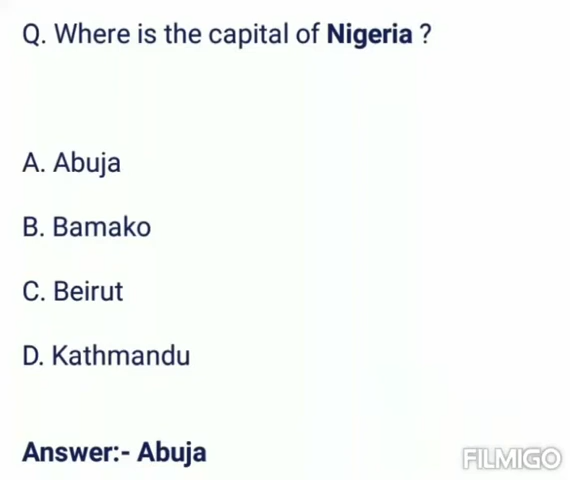 Q. Where is the capital of Nigeria ?
A. Abuja
B. Bamako
C. Beirut
D. Kathmandu
Answer:- Abuja
FILMIGO